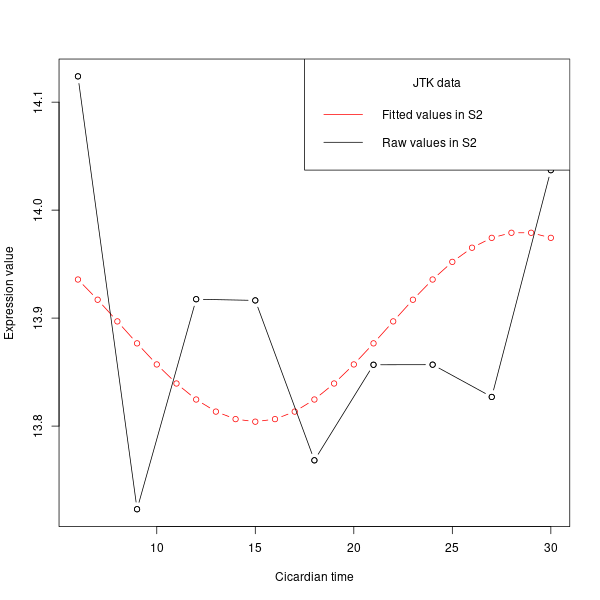 JTK data
Fitted values in S2
Raw values in S2
Expression value
14.1
14.0
13.9
13.8
10 15 20 25 30
Cicardian time